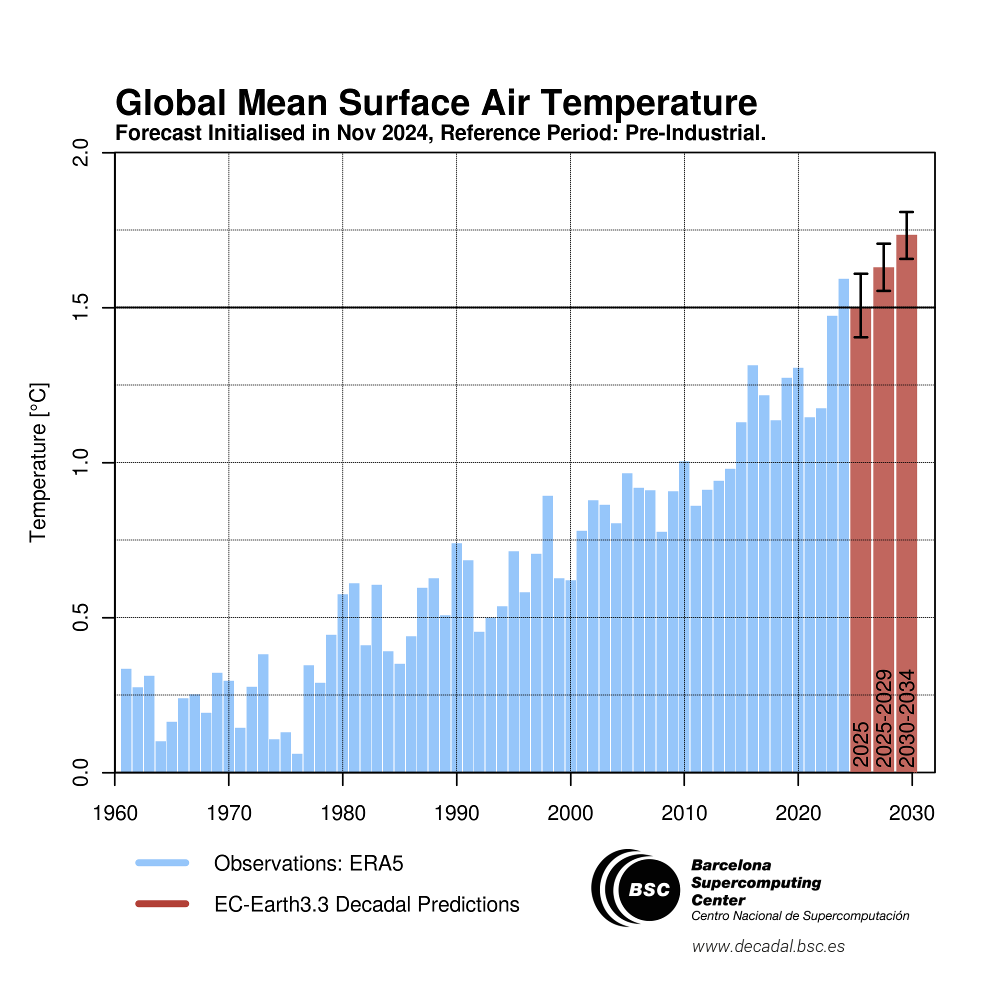 Global Mean Surface Air Temperature
Forecast Initialised in Nov 2024, Reference Period: Pre-Industrial.
Temperature [°C]
2.0
1.5
1.0
0.5
0.0
2025
2025-2029
2030-2034
1960 1970 1980 1990 2000 2010 2020 2030
Observations: ERA5
EC-Earth3.3 Decadal Predictions
BSC
Barcelona
Supercomputing
Center
Centro Nacional de Supercomputación
www.decadal.bsc.es